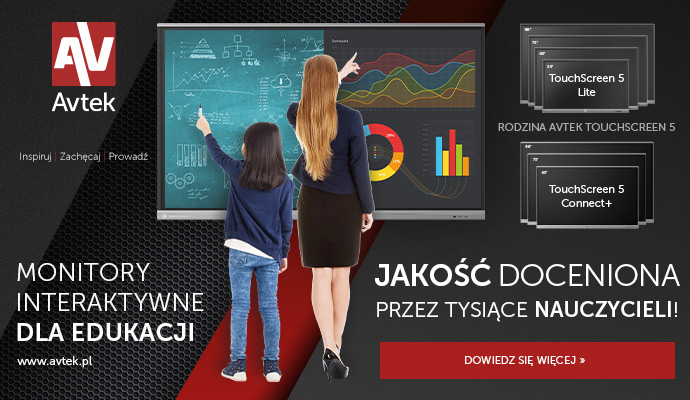 AV
Avtek
Inspiruj | Zachęcaj | Prowadź
MONITORY
INTERAKTYWNE
DLA EDUKACJI
www.avtek.pl
TouchScreen 5
Lite
RODZINA AVTEK TOUCHSCREEN 5
TouchScreen 5
Connect+
JAKOŚĆ DOCENIONA
PRZEZ TYSIĄCE NAUCZYCIELI!
DOWIEDZ SIĘ WIĘCEJ »